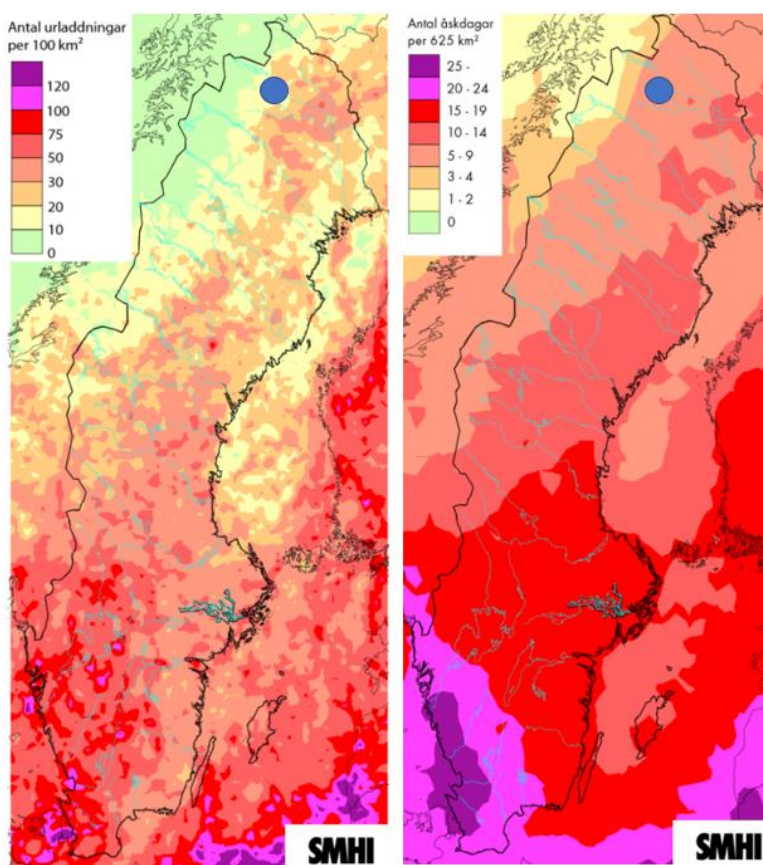 Antal urladdningar
per 100 km²
120
100
75
50
30
20
10
0
SMHI
Antal åskdagar
per 625 km²
25 -
20 - 24
15 - 19
10 - 14
5 - 9
3 - 4
1 - 2
0
SMHI